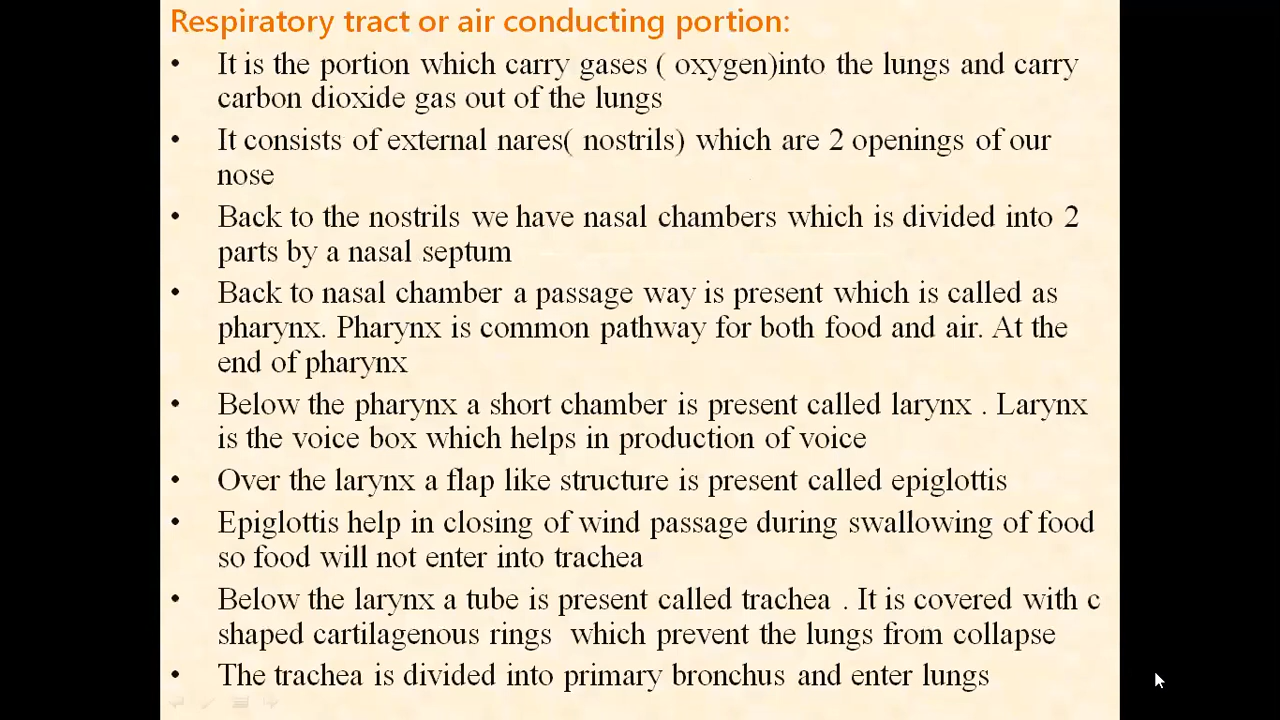 Respiratory tract or air conducting portion:
• It is the portion which carry gases ( oxygen)into the lungs and carry
carbon dioxide gas out of the lungs
• It consists of external nares( nostrils) which are 2 openings of our
nose
• Back to the nostrils we have nasal chambers which is divided into 2
parts by a nasal septum
• Back to nasal chamber a passage way is present which is called as
pharynx. Pharynx is common pathway for both food and air. At the
end of pharynx
• Below the pharynx a short chamber is present called larynx . Larynx
is the voice box which helps in production of voice
• Over the larynx a flap like structure is present called epiglottis
• Epiglottis help in closing of wind passage during swallowing of food
so food will not enter into trachea
• Below the larynx a tube is present called trachea . It is covered with c
shaped cartilagenous rings  which prevent the lungs from collapse
• The trachea is divided into primary bronchus and enter lungs